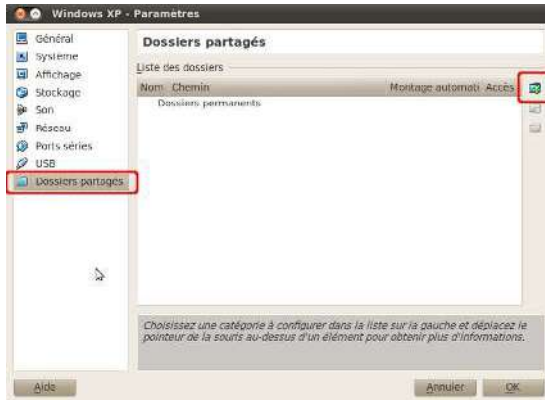 Windows XP - Paramètres
Général
Système
Affichage
Stockage
Son
Réseau
Ports séries
USB
Dossiers partagés
Dossiers partagés
Liste des dossiers
Nom Chemin Montage automati Accès
Dossiers permanents
Choisissez une catégorie à configurer dans la liste sur la gauche et déplacez le
pointeur de la souris au-dessus d'un élément pour obtenir plus d'informations.
Aide Annuler OK